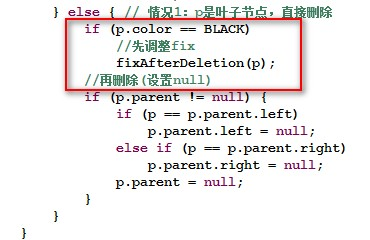 } else { // 情况1：p是叶子节点，直接删除
if (p.color == BLACK)
//先调整fix
fixAfterDeletion(p);
//再删除(设置null)
if (p.parent != null) {
if (p == p.parent.left)
p.parent.left = null;
else if (p == p.parent.right)
p.parent.right = null;
p.parent = null;
}
}
}